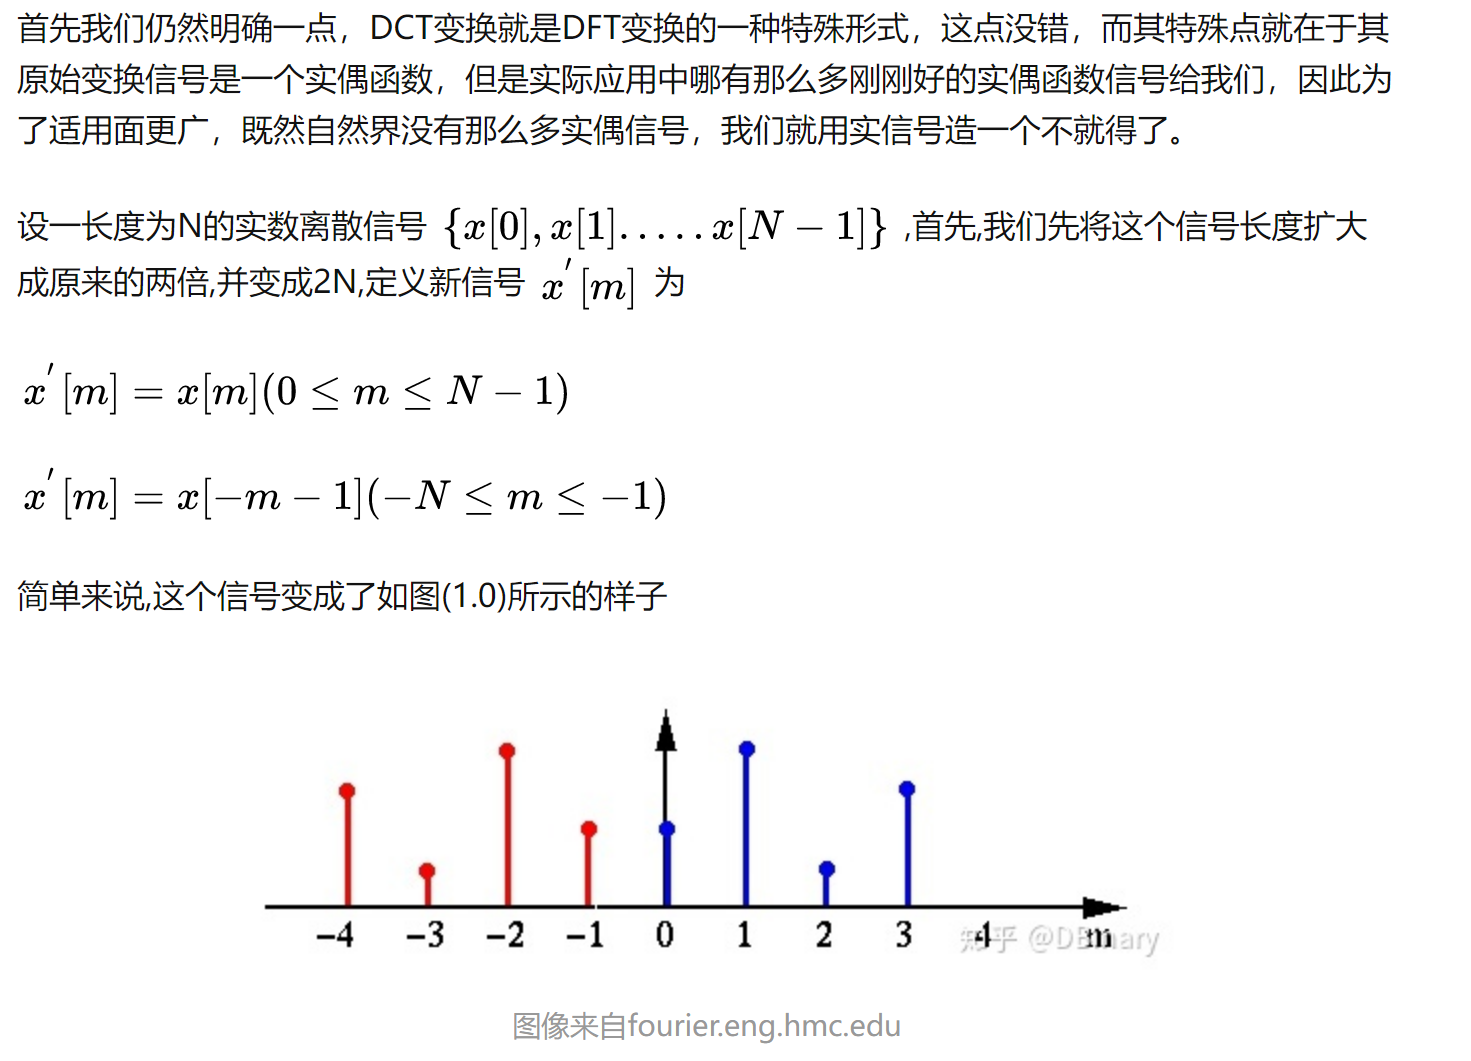 首先我们仍然明确一点，DCT变换就是DFT变换的一种特殊形式，这点没错，而其特殊点就在于其
原始变换信号是一个实偶函数，但是实际应用中哪有那么多刚刚好的实偶函数信号给我们，因此为
了适用面更广，既然自然界没有那么多实偶信号，我们就用实信号造一个不就得了。
设一长度为N的实数离散信号 {x[0], x[1].....x[N − 1]} ,首先,我们先将这个信号长度扩大
成原来的两倍,并变成2N,定义新信号 x′[m] 为
x′[m] = x[m](0 ≤ m ≤ N − 1)
x′[m] = x[−m − 1](−N ≤ m ≤ −1)
简单来说,这个信号变成了如图(1.0)所示的样子
−4 −3 −2 −1 0 1 2 3 4 m
知乎 @DBinary
图像来自fourier.eng.hmc.edu